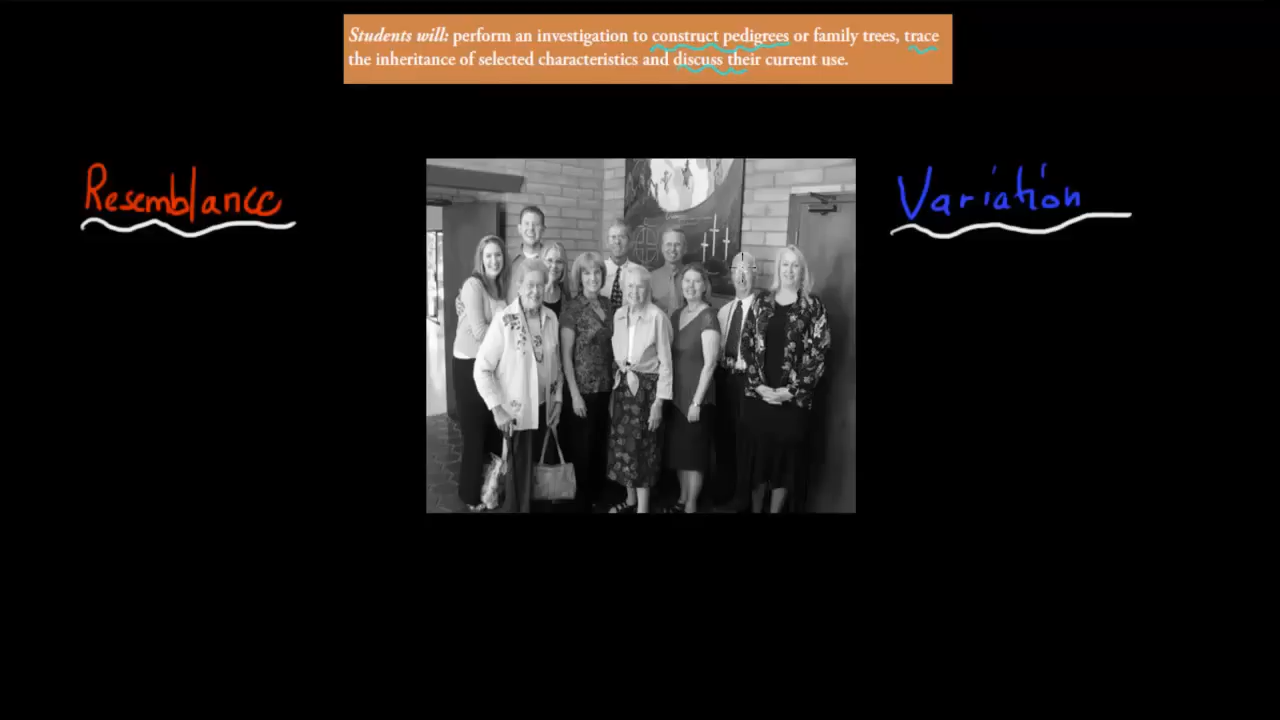 Students will: perform an investigation to construct pedigrees or family trees, trace
the inheritance of selected characteristics and discuss their current use.
Resemblance
Variation